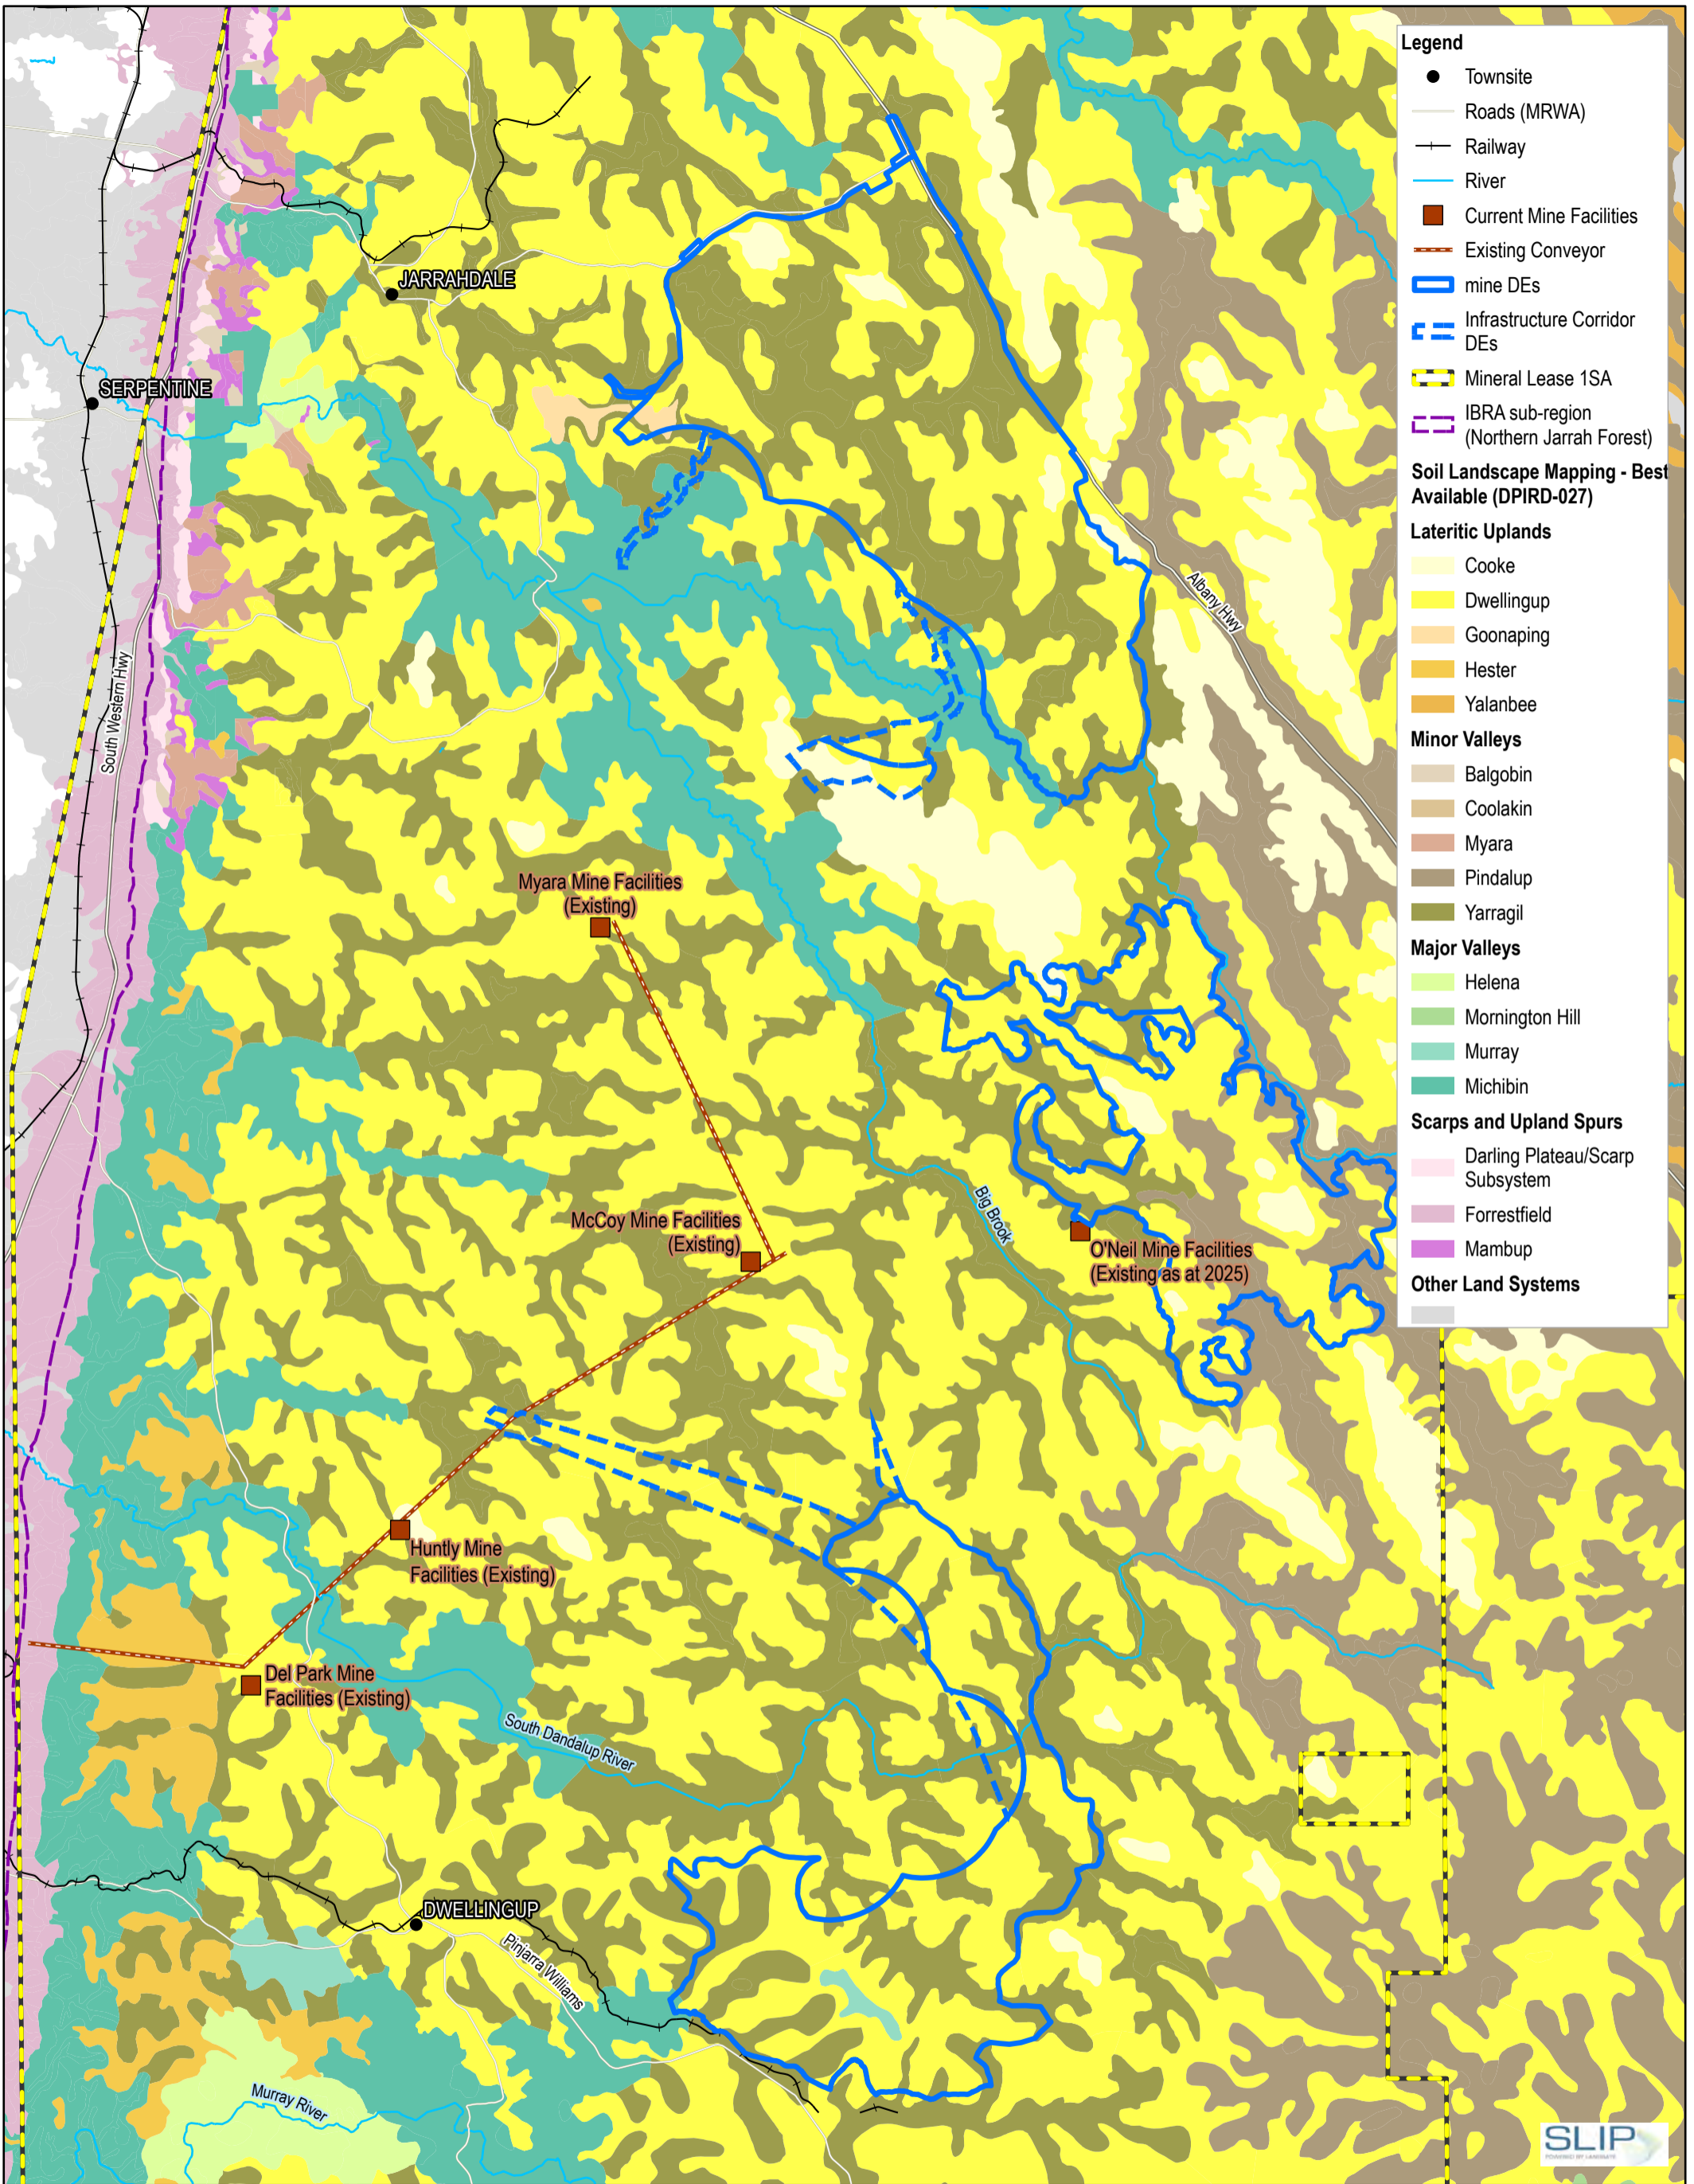 Legend
Townsite
Roads (MRWA)
Railway
River
Current Mine Facilities
Existing Conveyor
mine DEs
Infrastructure Corridor
DEs
Mineral Lease 1SA
IBRA sub-region
(Northern Jarrah Forest)
Soil Landscape Mapping - Best
Available (DPIRD-027)
Lateritic Uplands
Cooke
Dwellingup
Goonaping
Hester
Yalanbee
Minor Valleys
Balgobin
Coolakin
Myara
Pindalup
Yarragil
Major Valleys
Helena
Mornington Hill
Murray
Michibin
Scarps and Upland Spurs
Darling Plateau/Scarp
Subsystem
Forrestfield
Mambup
Other Land Systems
JARRAHDALE
SERPENTINE
Albany Hwy
South Western Hwy
Myara Mine Facilities
(Existing)
Big Brook
McCoy Mine Facilities
(Existing)
O'Neil Mine Facilities
(Existing as at 2025)
Huntly Mine
Facilities (Existing)
Del Park Mine
Facilities (Existing)
South Dandalup River
DWELLINGUP
Pinjarra Williams
Murray River
SLIP
POWERED BY LANDGATE